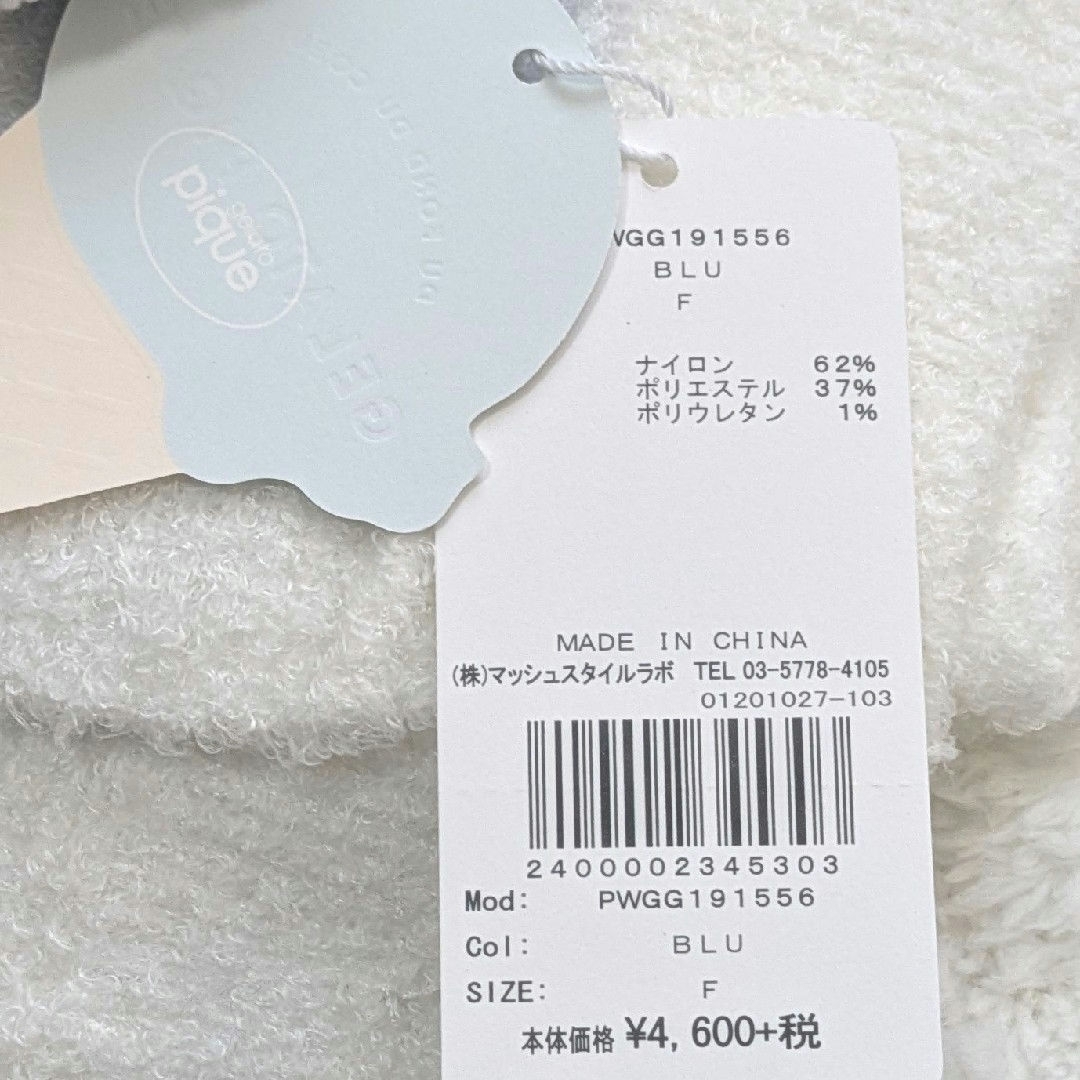 gelato
pique
WGG191556
BLU
F
ナイロン 62%
ポリエステル 37%
ポリウレタン 1%
MADE IN CHINA
(株)マッシュスタイルラボ TEL 03-5778-4105
01201027-103
2400002345303
Mod: PWGG191556
Col: BLU
SIZE: F
本体価格 ¥4,600+税